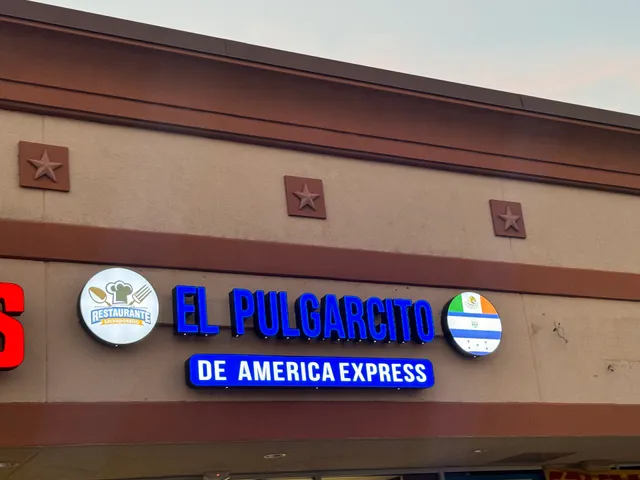 S
RESTAURANTE
EL PULGARCITO
DE AMERICA EXPRESS